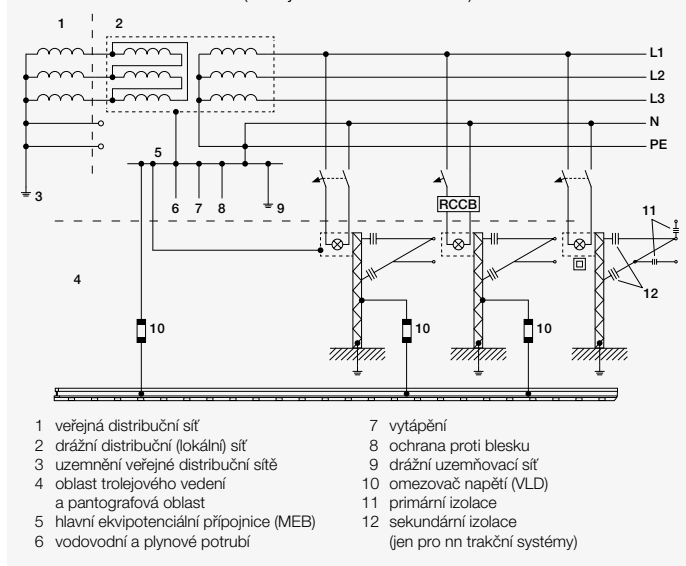 1 2
L1
L2
L3
N
PE
5
3 6 7 8 9
RCCB
11
4
12
10 10 10
1 veřejná distribuční síť
2 drážní distribuční (lokální) síť
3 uzemnění veřejné distribuční sítě
4 oblast trolejového vedení
a pantografová oblast
5 hlavní ekvipotenciální přípojnice (MEB)
6 vodovodní a plynové potrubí
7 vytápění
8 ochrana proti blesku
9 drážní uzemňovací síť
10 omezovač napětí (VLD)
11 primární izolace
12 sekundární izolace
(jen pro nn trakční systémy)